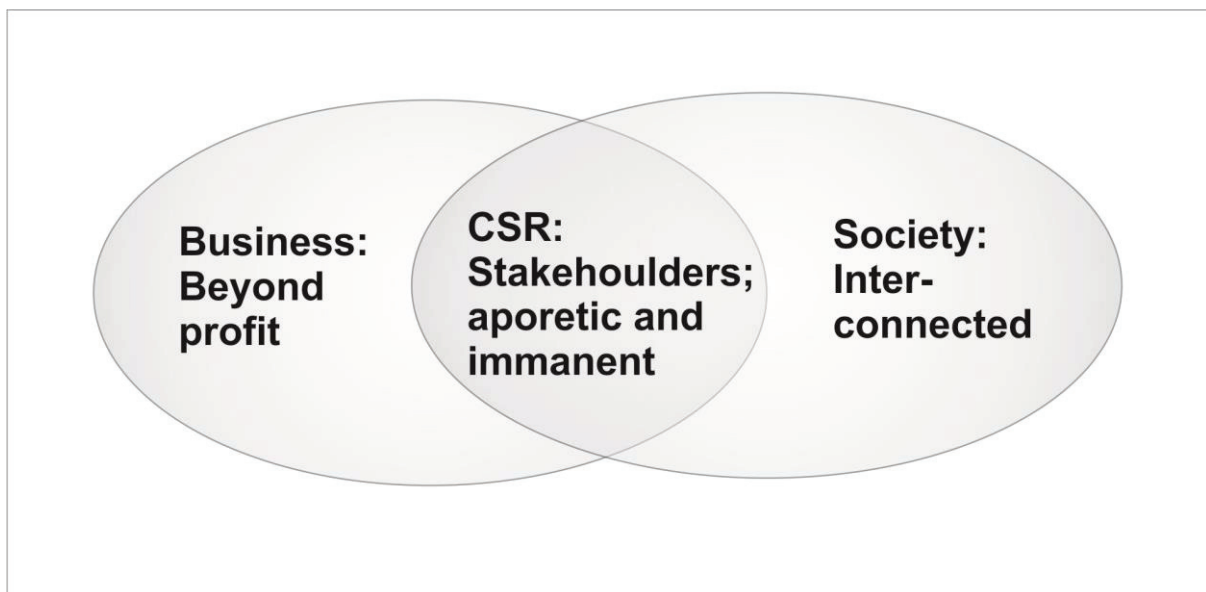 Business:
Beyond
profit
CSR:
Stakehoulders;
aporetic and
immanent
Society:
Inter-
connected